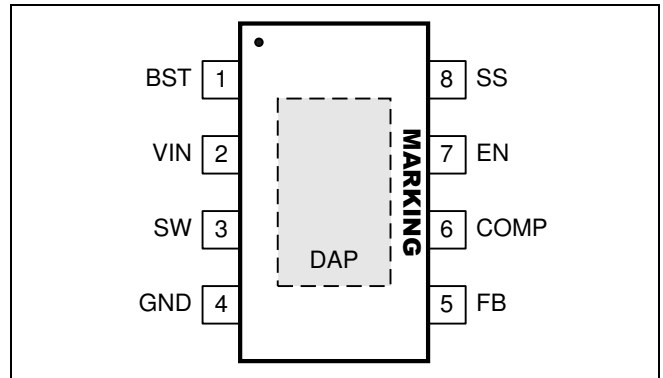 BST 1
8 SS
VIN 2
7 EN
SW 3
6 COMP
GND 4
5 FB
MARKING
DAP